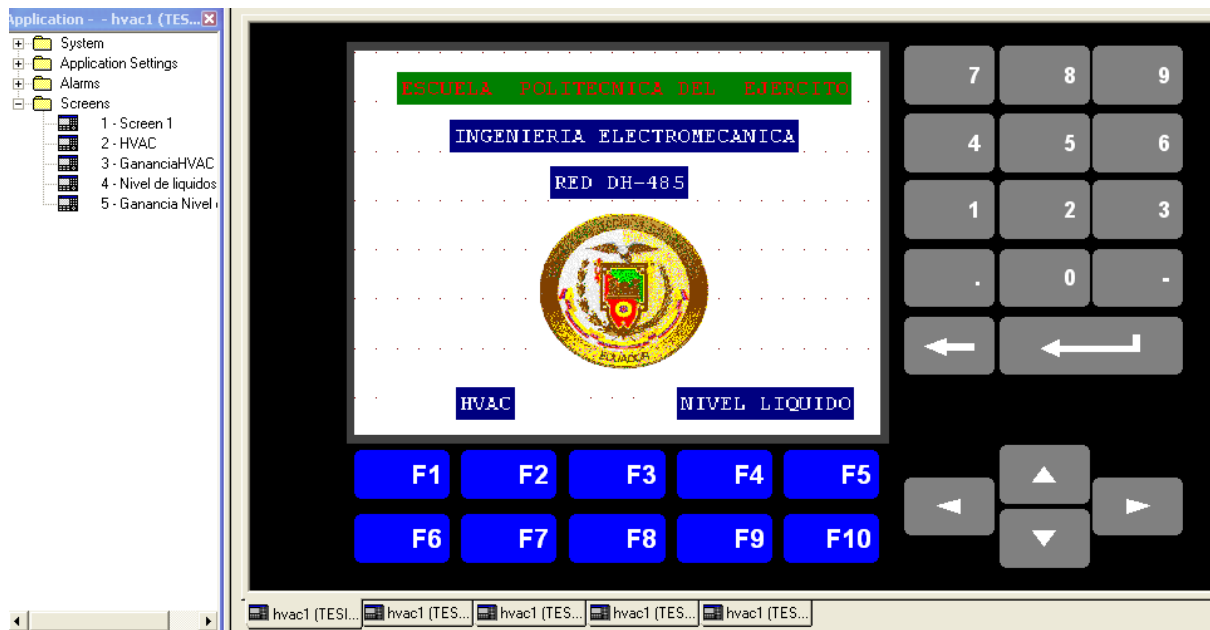 Application - - hvac1 (TES...
System
Application Settings
Alarms
Screens
1 - Screen 1
2 - HVAC
3 - GananciaHVAC
4 - Nivel de liquidos
5 - Ganancia Nivel
ESCUELA POLITECNICA DEL EJERCITO
INGENIERIA ELECTROMECANICA
RED DH-485
ECUADOR
HVAC NIVEL LIQUIDO
7 8 9
4 5 6
1 2 3
. 0 -
F1 F2 F3 F4 F5
F6 F7 F8 F9 F10
hvac1 (TESI... hvac1 (TES... hvac1 (TES... hvac1 (TES... hvac1 (TES...